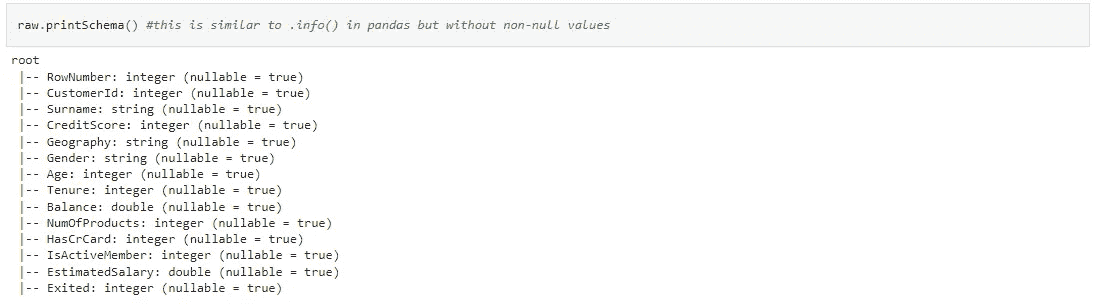 raw.printSchema() #this is similar to .info() in pandas but without non-null values
root
 |-- RowNumber: integer (nullable = true)
 |-- CustomerId: integer (nullable = true)
 |-- Surname: string (nullable = true)
 |-- CreditScore: integer (nullable = true)
 |-- Geography: string (nullable = true)
 |-- Gender: string (nullable = true)
 |-- Age: integer (nullable = true)
 |-- Tenure: integer (nullable = true)
 |-- Balance: double (nullable = true)
 |-- NumOfProducts: integer (nullable = true)
 |-- HasCrCard: integer (nullable = true)
 |-- IsActiveMember: integer (nullable = true)
 |-- EstimatedSalary: double (nullable = true)
 |-- Exited: integer (nullable = true)